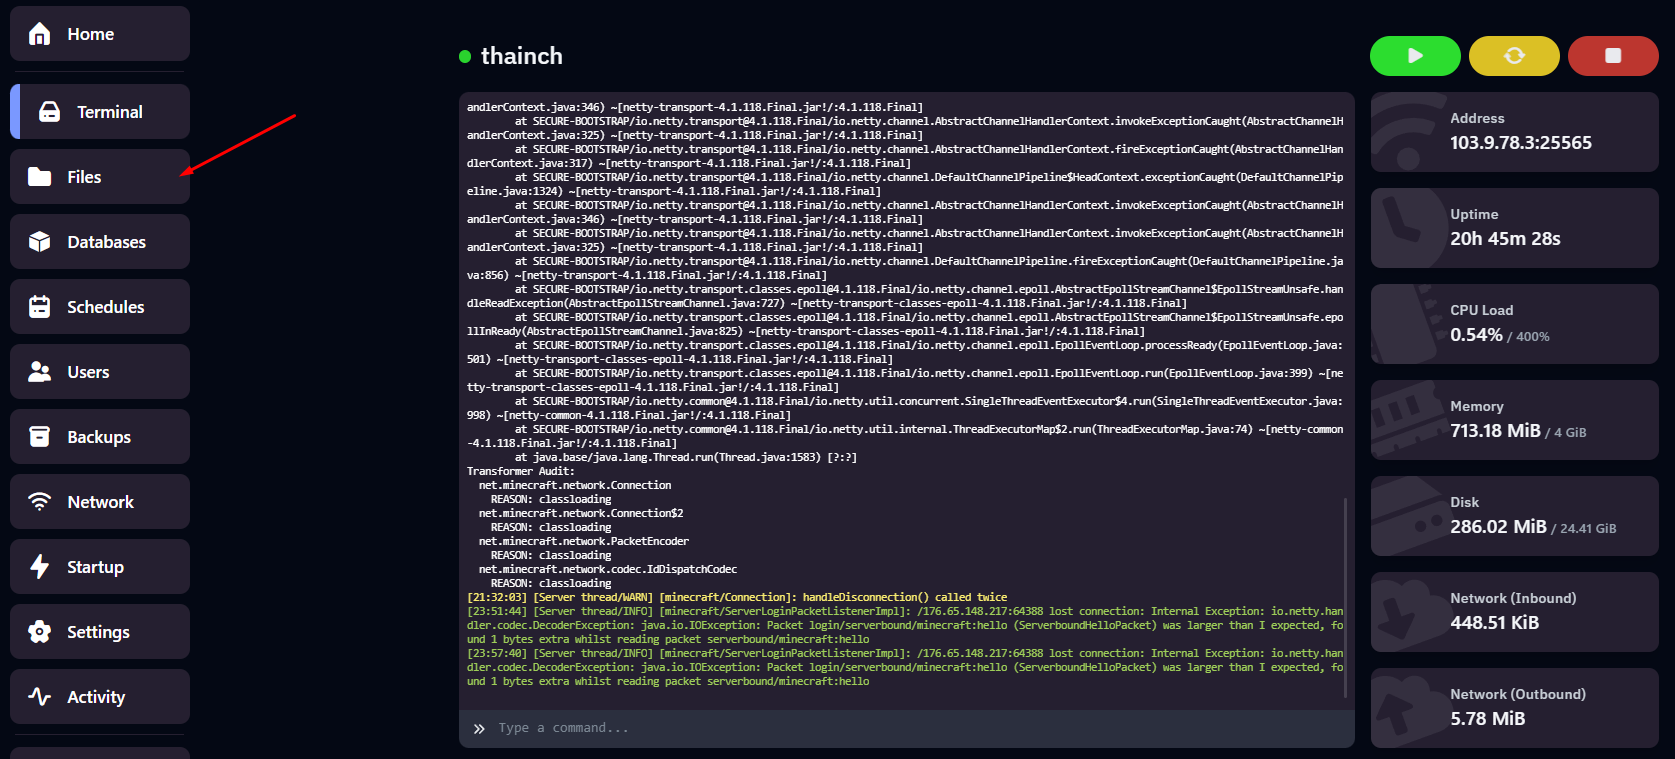 Home
Terminal
Files
Databases
Schedules
Users
Backups
Network
Startup
Settings
Activity
thainch
andlerContext.java:346) ~[netty-transport-4.1.118.Final.jar!/:4.1.118.Final]
at SECURE-BOOTSTRAP/io.netty.transport@4.1.118.Final/io.netty.channel.AbstractChannelHandlerContext.invokeExceptionCaught(AbstractChannelH
andlerContext.java:325) ~[netty-transport-4.1.118.Final.jar!/:4.1.118.Final]
at SECURE-BOOTSTRAP/io.netty.transport@4.1.118.Final/io.netty.channel.AbstractChannelHandlerContext.fireExceptionCaught(AbstractChannelHan
dlerContext.java:317) ~[netty-transport-4.1.118.Final.jar!/:4.1.118.Final]
at SECURE-BOOTSTRAP/io.netty.transport@4.1.118.Final/io.netty.channel.DefaultChannelPipeline$HeadContext.exceptionCaught(DefaultChannelPip
eline.java:1324) ~[netty-transport-4.1.118.Final.jar!/:4.1.118.Final]
at SECURE-BOOTSTRAP/io.netty.transport@4.1.118.Final/io.netty.channel.AbstractChannelHandlerContext.invokeExceptionCaught(AbstractChannelH
andlerContext.java:346) ~[netty-transport-4.1.118.Final.jar!/:4.1.118.Final]
at SECURE-BOOTSTRAP/io.netty.transport@4.1.118.Final/io.netty.channel.AbstractChannelHandlerContext.invokeExceptionCaught(AbstractChannelH
andlerContext.java:325) ~[netty-transport-4.1.118.Final.jar!/:4.1.118.Final]
at SECURE-BOOTSTRAP/io.netty.transport@4.1.118.Final/io.netty.channel.DefaultChannelPipeline.fireExceptionCaught(DefaultChannelPipeline.ja
va:856) ~[netty-transport-4.1.118.Final.jar!/:4.1.118.Final]
at SECURE-BOOTSTRAP/io.netty.transport.classes.epoll@4.1.118.Final/io.netty.channel.epoll.AbstractEpollStreamChannel$EpollStreamUnsafe.han
dleReadException(AbstractEpollStreamChannel.java:727) ~[netty-transport-classes-epoll-4.1.118.Final.jar!/:4.1.118.Final]
at SECURE-BOOTSTRAP/io.netty.transport.classes.epoll@4.1.118.Final/io.netty.channel.epoll.AbstractEpollStreamChannel$EpollStreamUnsafe.epo
llInReady(AbstractEpollStreamChannel.java:825) ~[netty-transport-classes-epoll-4.1.118.Final.jar!/:4.1.118.Final]
at SECURE-BOOTSTRAP/io.netty.transport.classes.epoll@4.1.118.Final/io.netty.channel.epoll.EpollEventLoop.processReady(EpollEventLoop.java:
501) ~[netty-transport-classes-epoll-4.1.118.Final.jar!/:4.1.118.Final]
at SECURE-BOOTSTRAP/io.netty.transport.classes.epoll@4.1.118.Final/io.netty.channel.epoll.EpollEventLoop.run(EpollEventLoop.java:399) ~[ne
tty-transport-classes-epoll-4.1.118.Final.jar!/:4.1.118.Final]
at SECURE-BOOTSTRAP/io.netty.common@4.1.118.Final/io.netty.util.concurrent.SingleThreadEventExecutor$4.run(SingleThreadEventExecutor.java:
998) ~[netty-common-4.1.118.Final.jar!/:4.1.118.Final]
at SECURE-BOOTSTRAP/io.netty.common@4.1.118.Final/io.netty.util.internal.ThreadExecutorMap$2.run(ThreadExecutorMap.java:74) ~[netty-common
-4.1.118.Final.jar!/:4.1.118.Final]
at java.base/java.lang.Thread.run(Thread.java:1583) [?:?]
Transformer Audit:
net.minecraft.network.Connection
REASON: classloading
net.minecraft.network.Connection$2
REASON: classloading
net.minecraft.network.PacketEncoder
REASON: classloading
net.minecraft.network.codec.IdDispatchCodec
REASON: classloading
[21:32:03] [Server thread/WARN] [minecraft/Connection]: handleDisconnection() called twice
[23:51:44] [Server thread/INFO] [minecraft/ServerLoginPacketListenerImpl]: /176.65.148.217:64388 lost connection: Internal Exception: io.netty.han
dler.codec.DecoderException: java.io.IOException: Packet login/serverbound/minecraft:hello (ServerboundHelloPacket) was larger than I expected, fo
und 1 bytes extra whilst reading packet serverbound/minecraft:hello
[23:57:40] [Server thread/INFO] [minecraft/ServerLoginPacketListenerImpl]: /176.65.148.217:64388 lost connection: Internal Exception: io.netty.han
dler.codec.DecoderException: java.io.IOException: Packet login/serverbound/minecraft:hello (ServerboundHelloPacket) was larger than I expected, fo
und 1 bytes extra whilst reading packet serverbound/minecraft:hello
Type a command...
Address
103.9.78.3:25565
Uptime
20h 45m 28s
CPU Load
0.54% / 400%
Memory
713.18 MiB / 4 GiB
Disk
286.02 MiB / 24.41 GiB
Network (Inbound)
448.51 KiB
Network (Outbound)
5.78 MiB